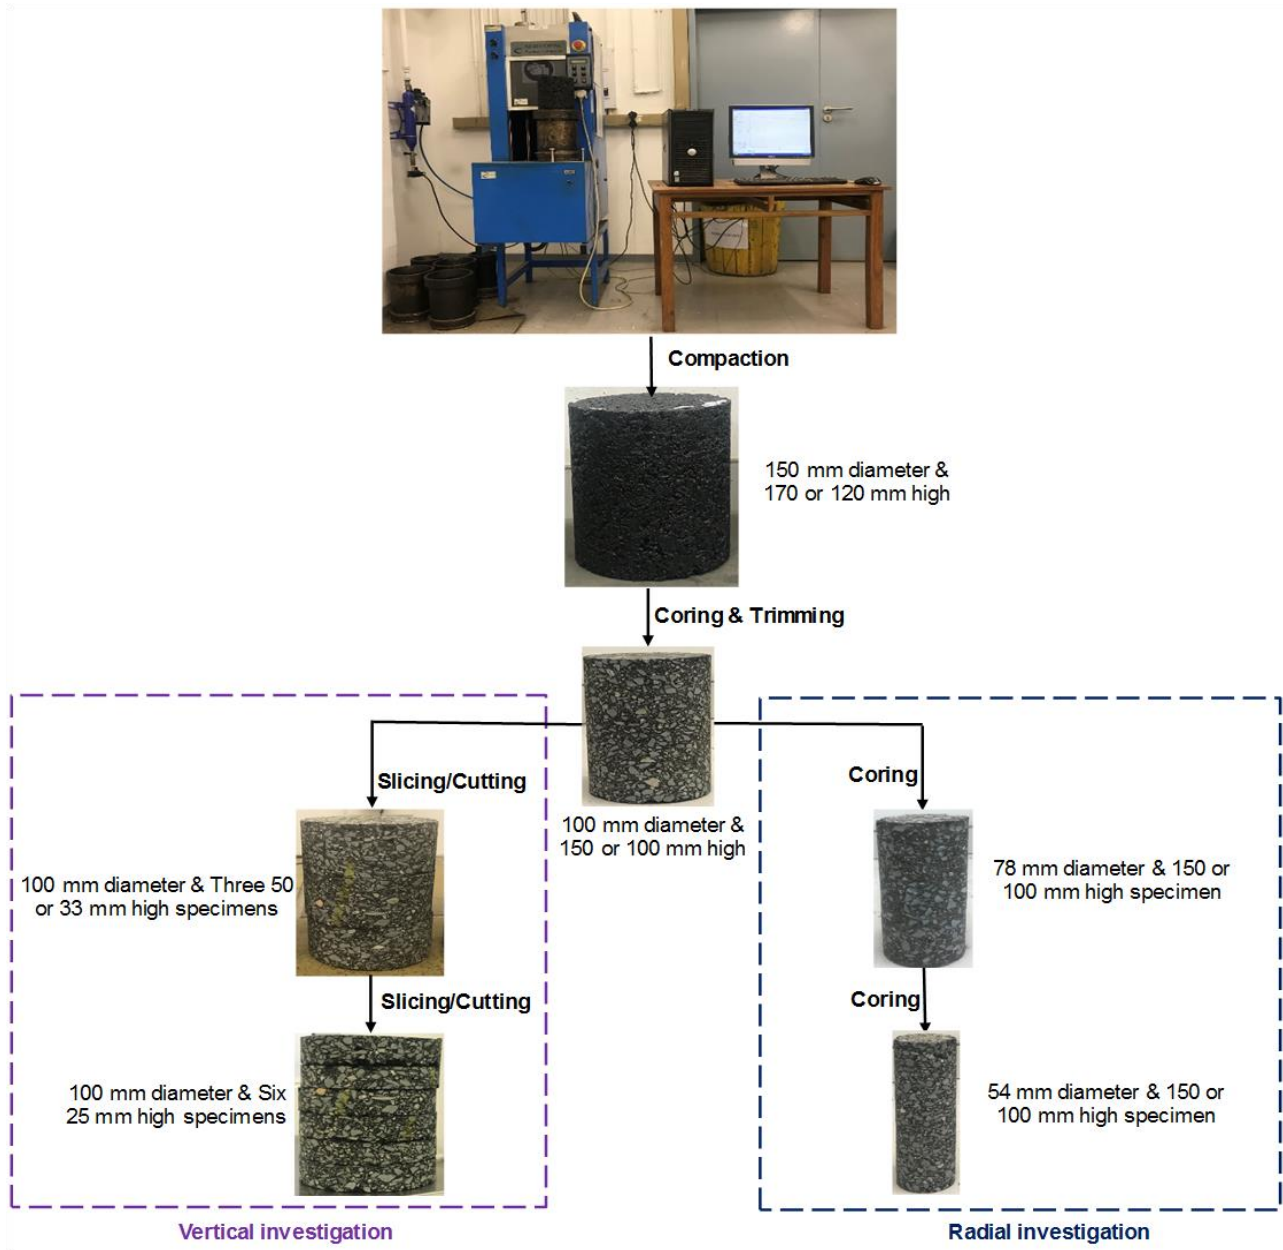 Compaction
150 mm diameter &
170 or 120 mm high
Coring & Trimming
Slicing/Cutting
Coring
100 mm diameter &
150 or 100 mm high
100 mm diameter & Three 50
or 33 mm high specimens
78 mm diameter & 150 or
100 mm high specimen
Slicing/Cutting
Coring
100 mm diameter & Six
25 mm high specimens
54 mm diameter & 150 or
100 mm high specimen
Vertical investigation
Radial investigation